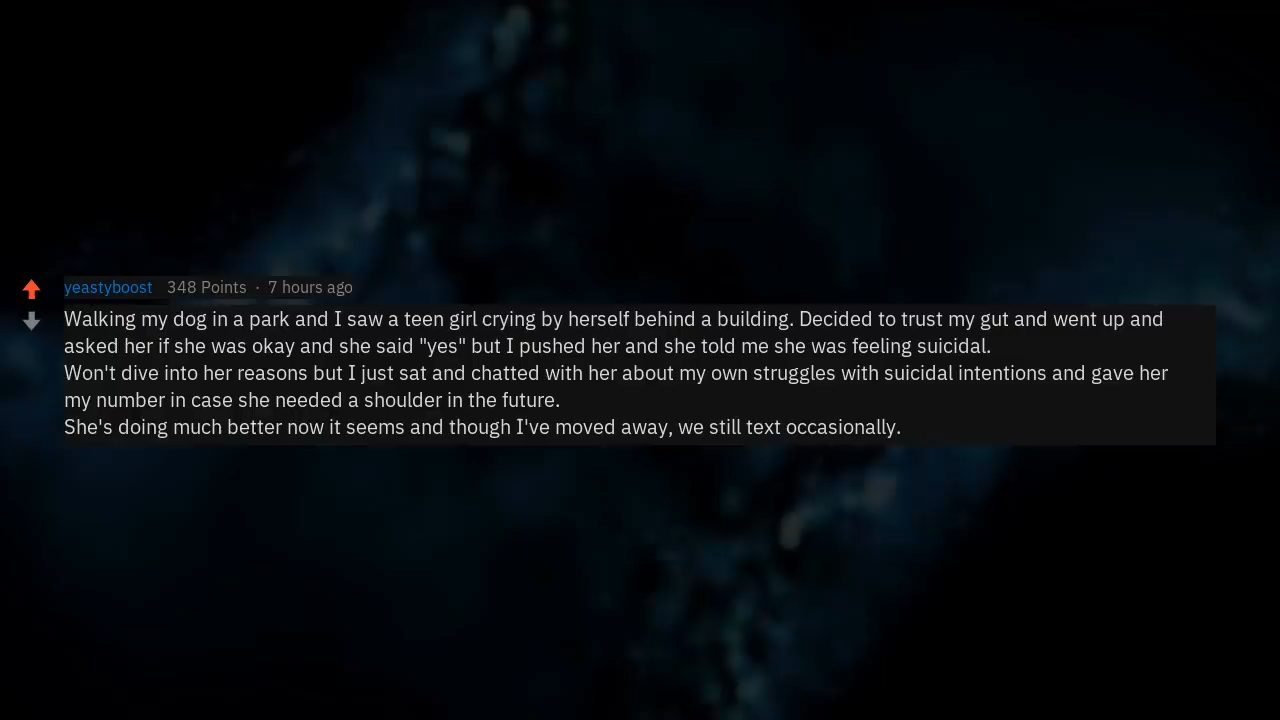 yeastyboost 348 Points · 7 hours ago
Walking my dog in a park and I saw a teen girl crying by herself behind a building. Decided to trust my gut and went up and
asked her if she was okay and she said "yes" but I pushed her and she told me she was feeling suicidal.
Won't dive into her reasons but I just sat and chatted with her about my own struggles with suicidal intentions and gave her
my number in case she needed a shoulder in the future.
She's doing much better now it seems and though I've moved away, we still text occasionally.